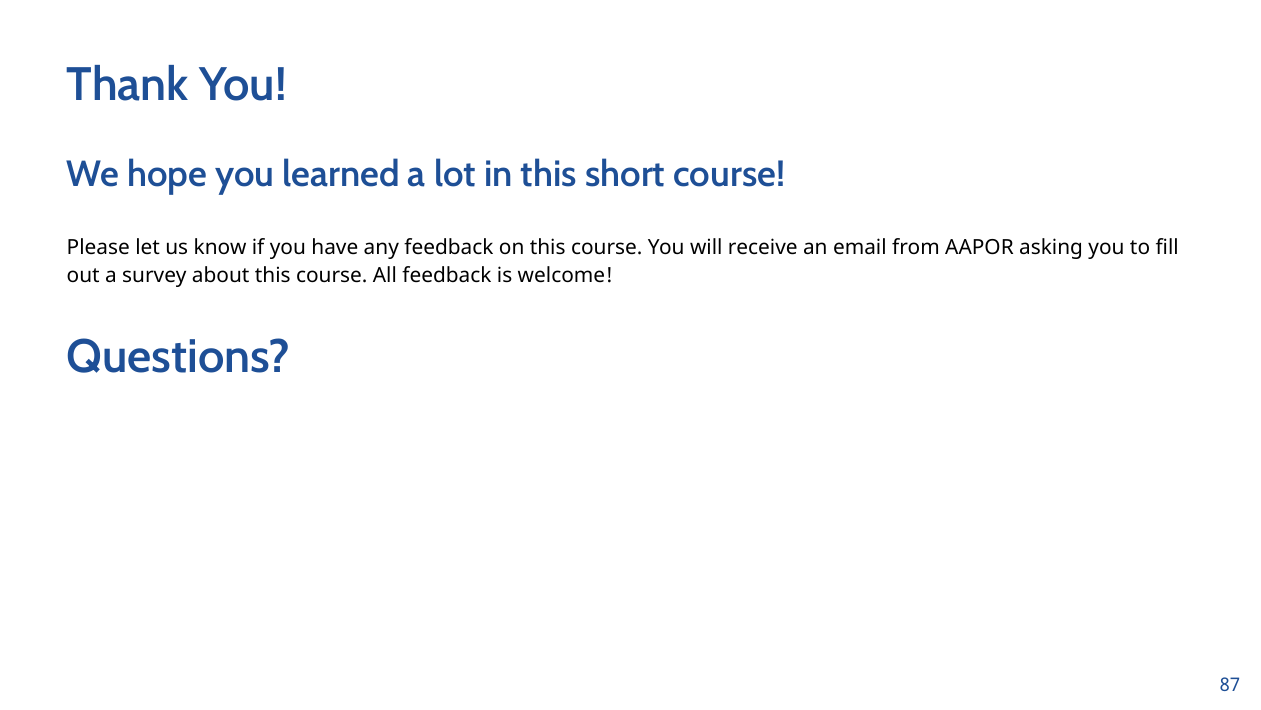 Thank You!
We hope you learned a lot in this short course!
Please let us know if you have any feedback on this course. You will receive an email from AAPOR asking you to fill
out a survey about this course. All feedback is welcome!
Questions?
87